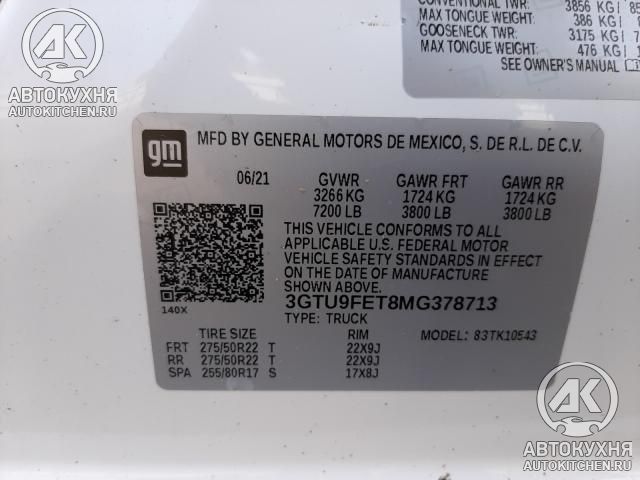 CONVENTIONAL TWR: 3856 KG/ 85
MAX TONGUE WEIGHT: 386 KG/
GOOSENECK TWR: 3175 KG/ 7
MAX TONGUE WEIGHT: 476 KG/ 1
SEE OWNER'S MANUAL
АК
АВТОКУХНЯ
AUTOKITCHEN.RU
gm
MFD BY GENERAL MOTORS DE MEXICO, S. DE R.L. DE C.V.
06/21 GVWR GAWR FRT GAWR RR
3266 KG 1724 KG 1724 KG
7200 LB 3800 LB 3800 LB
THIS VEHICLE CONFORMS TO ALL
APPLICABLE U.S. FEDERAL MOTOR
VEHICLE SAFETY STANDARDS IN EFFECT
ON THE DATE OF MANUFACTURE
SHOWN ABOVE.
3GTU9FET8MG378713
140X TYPE: TRUCK
TIRE SIZE RIM MODEL: 83TK10543
FRT 275/50R22 T 22X9J
RR 275/50R22 T 22X9J
SPA 255/80R17 S 17X8J
АК
АВТОКУХНЯ
AUTOKITCHEN.RU